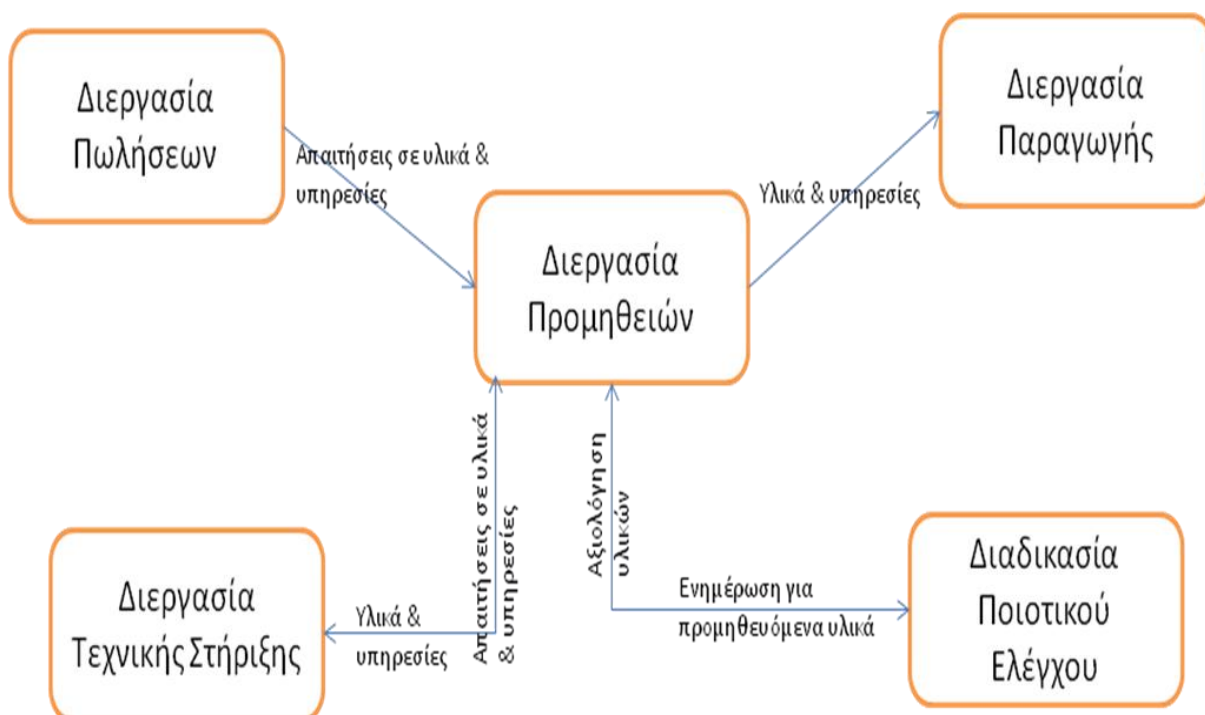 Διεργασία
Πωλήσεων
Διεργασία
Παραγωγής
Απαιτήσεις σε υλικά &
υπηρεσίες
Υλικά & υπηρεσίες
Διεργασία
Προμηθειών
Απαιτήσεις σε υλικά
& υπηρεσίες
Αξιολόγηση
υλικών
Διεργασία
Τεχνικής Στήριξης
Υλικά &
υπηρεσίες
Ενημέρωση για
προμηθευόμενα υλικά
Διαδικασία
Ποιοτικού
Ελέγχου